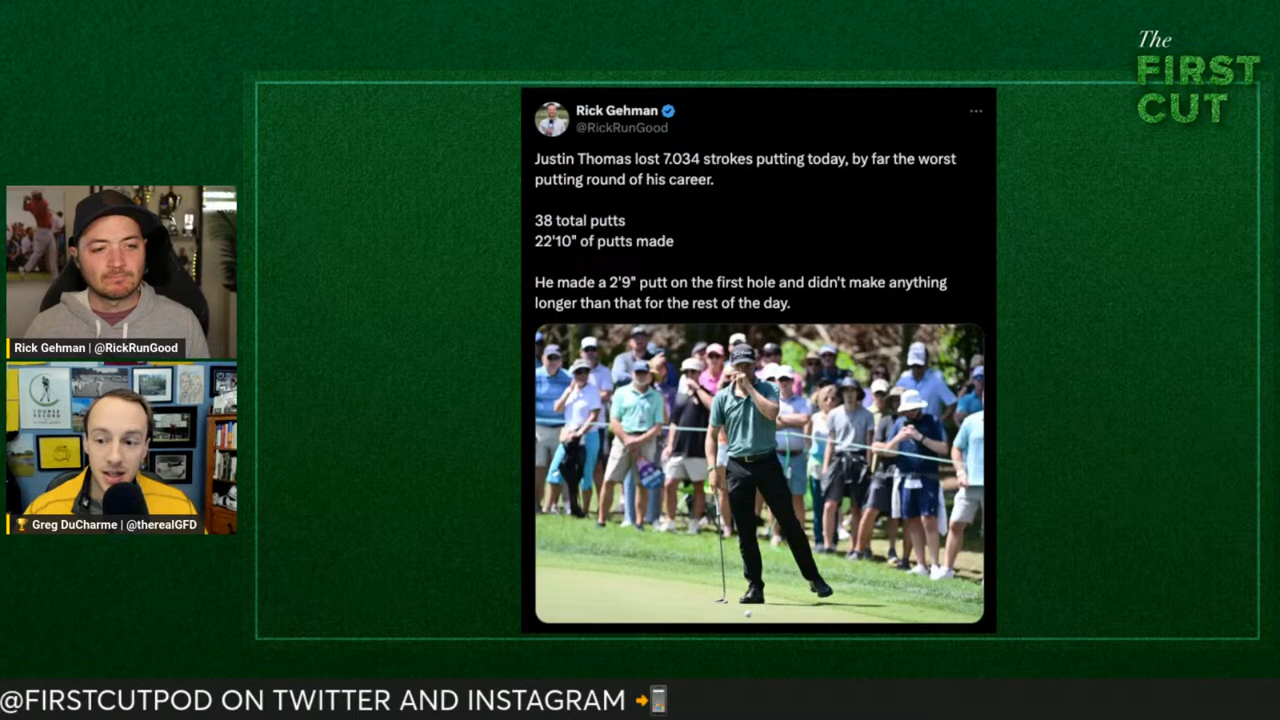 The
FIRST
CUT
Rick Gehman
@RickRunGood
Justin Thomas lost 7.034 strokes putting today, by far the worst
putting round of his career.
38 total putts
22'10" of putts made
He made a 2'9" putt on the first hole and didn't make anything
longer than that for the rest of the day.
Rick Gehman | @RickRunGood
COURSE
RECORD
Greg DuCharme | @therealGFD
@FIRSTCUTPOD ON TWITTER AND INSTAGRAM